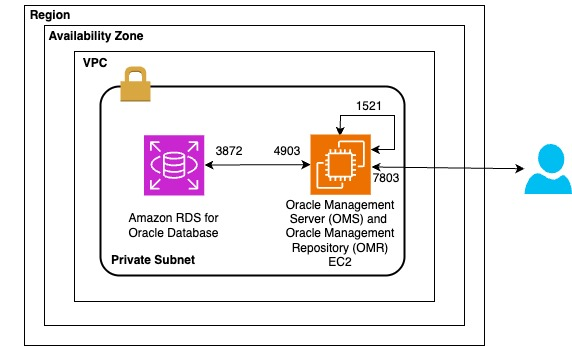 Region
Availability Zone
VPC
1521
3872
4903
7803
Amazon RDS for
Oracle Database
Oracle Management
Server (OMS) and
Oracle Management
Repository (OMR)
EC2
Private Subnet